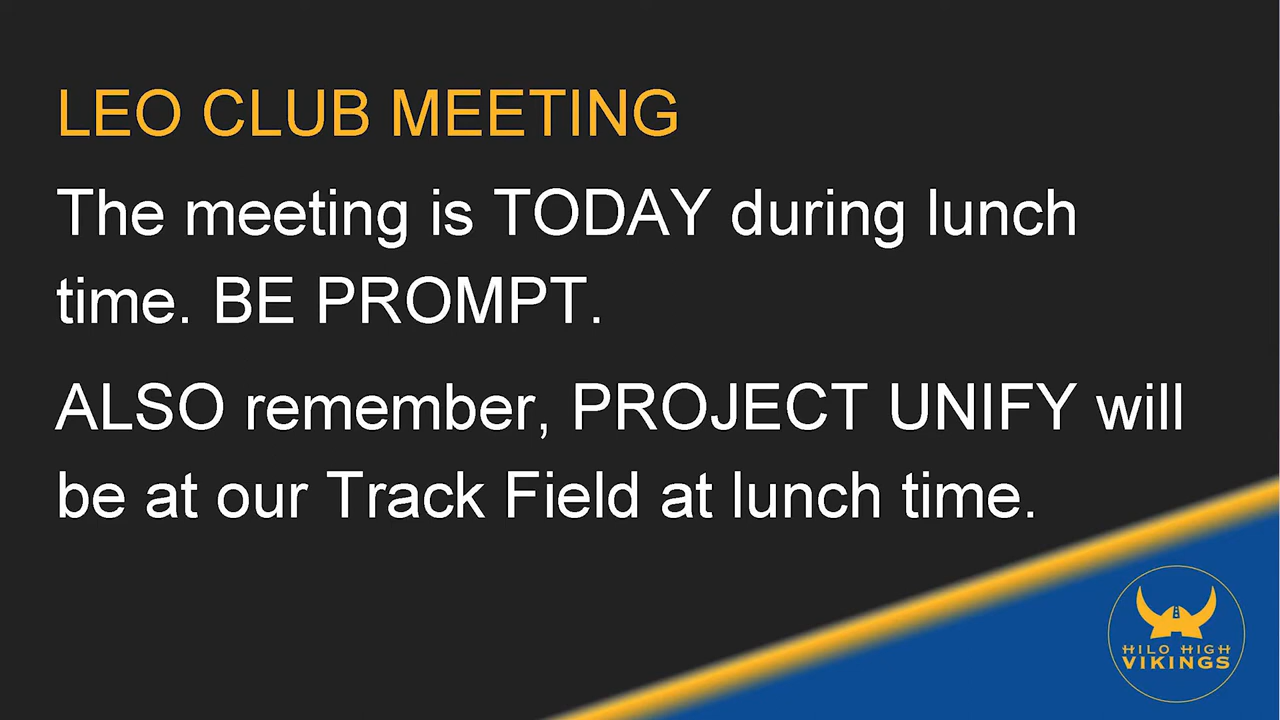 LEO CLUB MEETING
The meeting is TODAY during lunch
time. BE PROMPT.
ALSO remember, PROJECT UNIFY will
be at our Track Field at lunch time.
HILO HIGH
VIKINGS